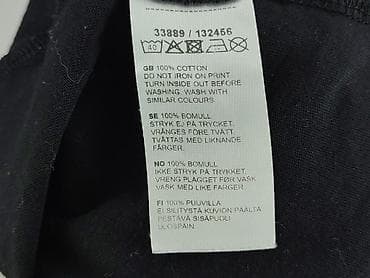 33889 / 132456
40
GB 100% COTTON
DO NOT IRON ON PRINT
TURN INSIDE OUT BEFORE
WASHING. WASH WITH
SIMILAR COLOURS.
SE 100% BOMULL
STRYK EJ PÅ TRYCKET.
VRÄNGES FÖRE TVÄTT.
TVÄTTAS MED LIKNANDE
FÄRGER.
NO 100% BOMULL
IKKE STRYK PÅ TRYKKET.
VRENG PLAGGET FØR VASK
VASK MED LIKE FARGER.
FI 100% PUUVILLA
EI SILITYSTÄ KUVION PÄÄLTÄ
PESTÄVÄ SISÄPUOLI
ULOSPÄIN.